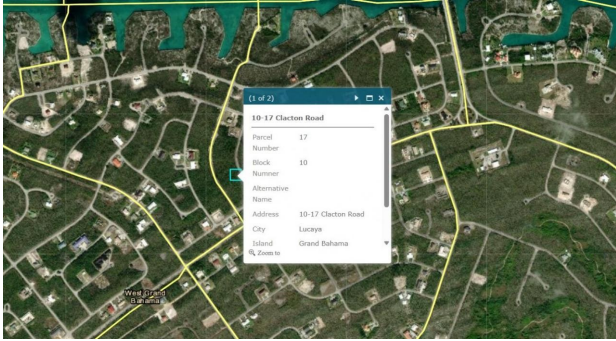 (1 of 2)
10-17 Clacton Road
Parcel Number 17
Block Numner 10
Alternative Name
Address 10-17 Clacton Road
City Lucaya
Island Grand Bahama
Zoom to
West Grand
Bahama